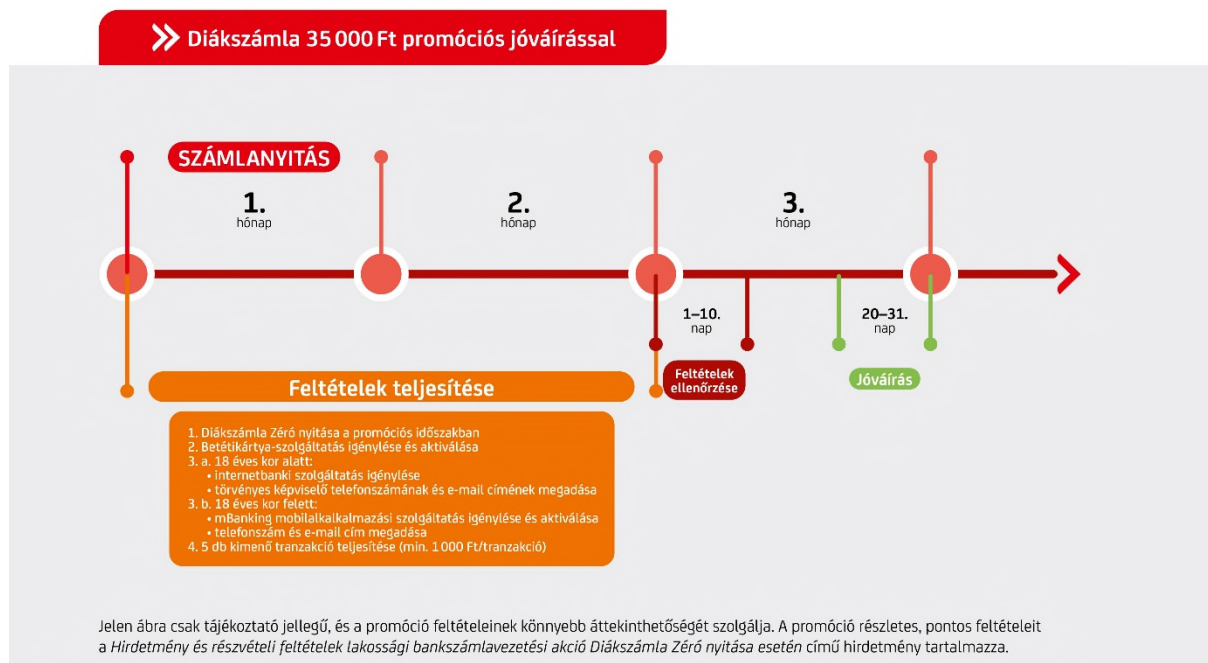 Diákszámla 35 000 Ft promóciós jóváírással
SZÁMLANYITÁS
1.
hónap
2.
hónap
3.
hónap
1–10.
nap
20–31.
nap
Feltételek teljesítése
Feltételek
ellenőrzése
Jóváírás
1. Diákszámla Zéró nyitása a promóciós időszakban
2. Betétikártya-szolgáltatás igénylése és aktiválása
3. a. 18 éves kor alatt:
• internetbanki szolgáltatás igénylése
• törvényes képviselő telefonszámának és e-mail címének megadása
3. b. 18 éves kor felett:
• mBanking mobilalkalkalmazási szolgáltatás igénylése és aktiválása
• telefonszám és e-mail cím megadása
4. 5 db kimenő tranzakció teljesítése (min. 1 000 Ft/tranzakció)
Jelen ábra csak tájékoztató jellegű, és a promóció feltételeinek könnyebb áttekinthetőségét szolgálja. A promóció részletes, pontos feltételeit
a Hirdetmény és részvételi feltételek lakossági bankszámlavezetési akció Diákszámla Zéró nyitása esetén című hirdetmény tartalmazza.